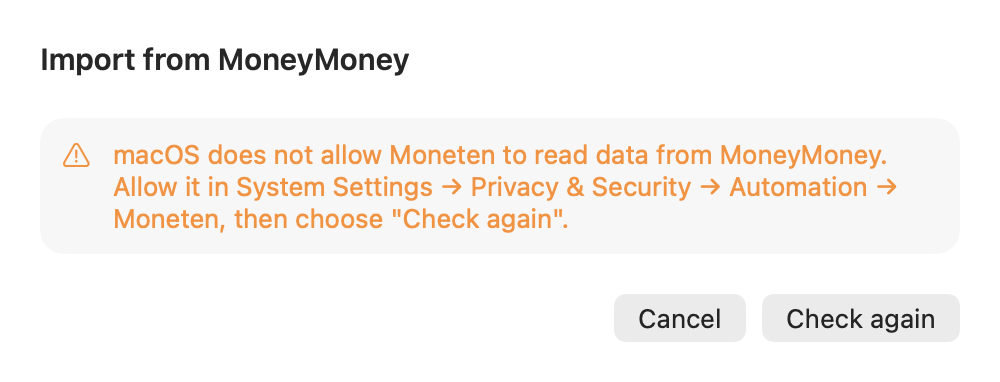 Import from MoneyMoney
macOS does not allow Moneten to read data from MoneyMoney.
Allow it in System Settings → Privacy & Security → Automation →
Moneten, then choose "Check again".
Cancel
Check again